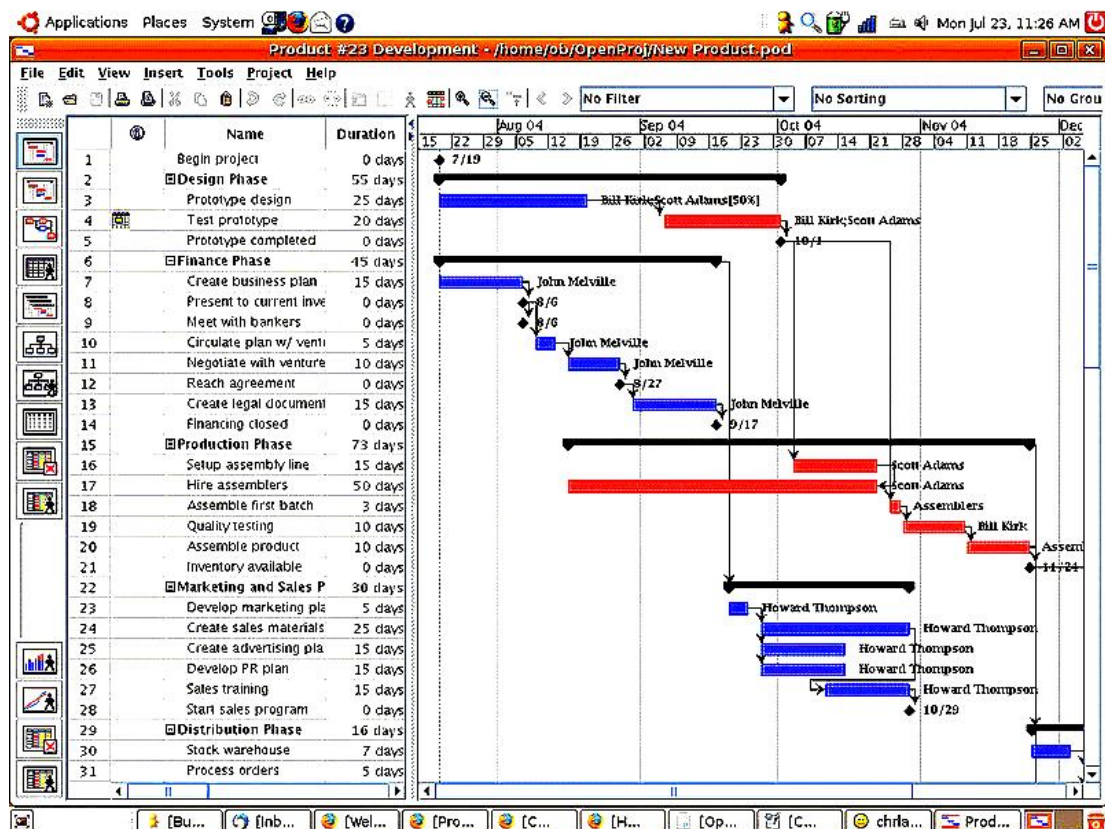 Applications Places System Mon Jul 23, 11:26 AM
Product #23 Development - /home/ob/OpenProj/New Product.pod
File Edit View Insert Tools Project Help
No Filter No Sorting No Grou
Name Duration
Aug 04 Sep 04 Oct 04 Nov 04 Dec
15 22 29 05 12 19 26 02 09 16 23 30 07 14 21 28 04 11 18 25 02
1 Begin project 0 days 7/19
2 Design Phase 55 days
3 Prototype design 25 days Bill Kirk;Scott Adams[50%]
4 Test prototype 20 days Bill Kirk;Scott Adams
5 Prototype completed 0 days 10/1
6 Finance Phase 45 days
7 Create business plan 15 days John Melville
8 Present to current inve 0 days 8/6
9 Meet with bankers 0 days 8/6
10 Circulate plan w/ venti 5 days John Melville
11 Negotiate with venture 10 days John Melville
12 Reach agreement 0 days 8/27
13 Create legal document 15 days John Melville
14 Financing closed 0 days 9/17
15 Production Phase 73 days
16 Setup assembly line 15 days Scott Adams
17 Hire assemblers 50 days Scott Adams
18 Assemble first batch 3 days Assemblers
19 Quality testing 10 days Bill Kirk
20 Assemble product 10 days Assem
21 Inventory available 0 days 11/24
22 Marketing and Sales P 30 days
23 Develop marketing pla 5 days Howard Thompson
24 Create sales materials 25 days Howard Thompson
25 Create advertising pla 15 days Howard Thompson
26 Develop PR plan 15 days Howard Thompson
27 Sales training 15 days Howard Thompson
28 Start sales program 0 days 10/29
29 Distribution Phase 16 days
30 Stock warehouse 7 days
31 Process orders 5 days
[Bu... [Inb... [Wel... [Pro... [C... [H... [Op... [C... chrla... Prod...